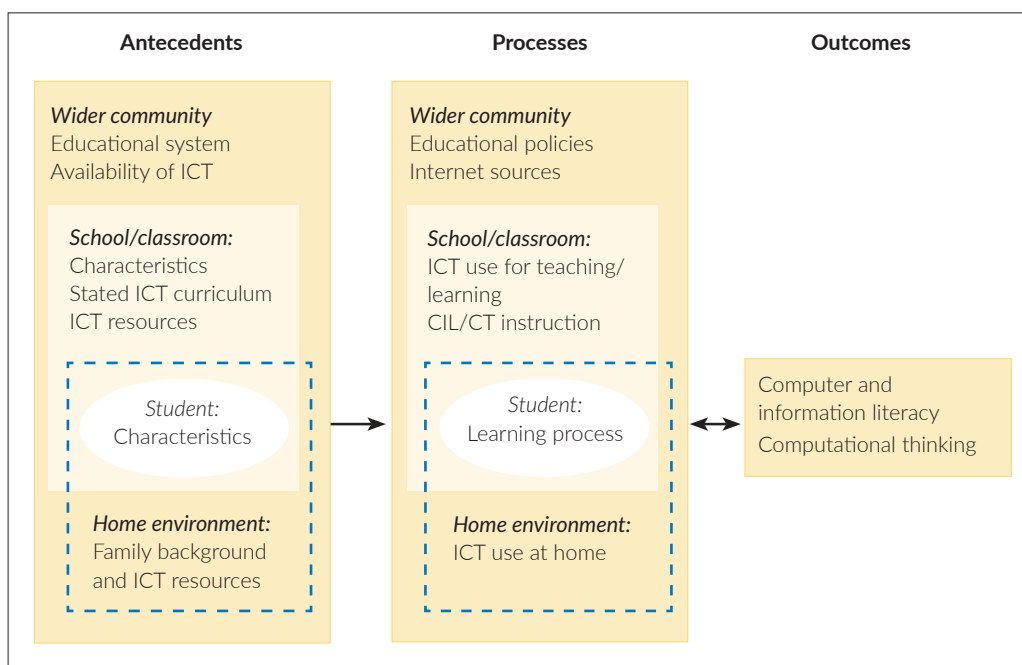 Antecedents
Processes
Outcomes
Wider community
Educational system
Availability of ICT
School/classroom:
Characteristics
Stated ICT curriculum
ICT resources
Student:
Characteristics
Home environment:
Family background
and ICT resources
Wider community
Educational policies
Internet sources
School/classroom:
ICT use for teaching/
learning
CIL/CT instruction
Student:
Learning process
Home environment:
ICT use at home
Computer and
information literacy
Computational thinking